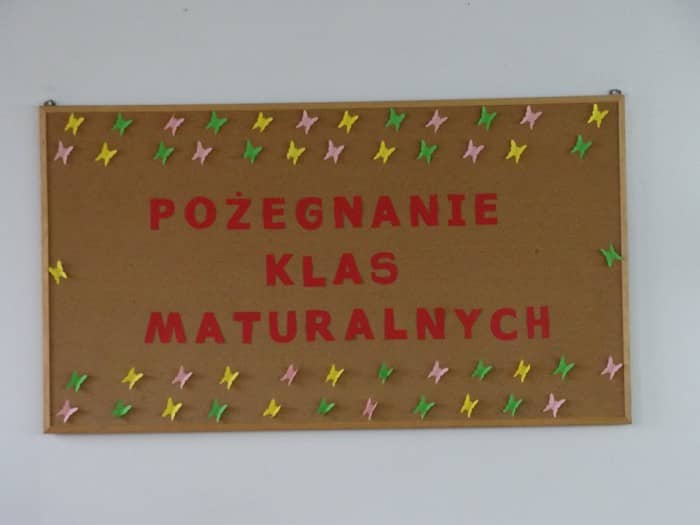 POŻEGNANIE
KLAS
MATURALNYCH